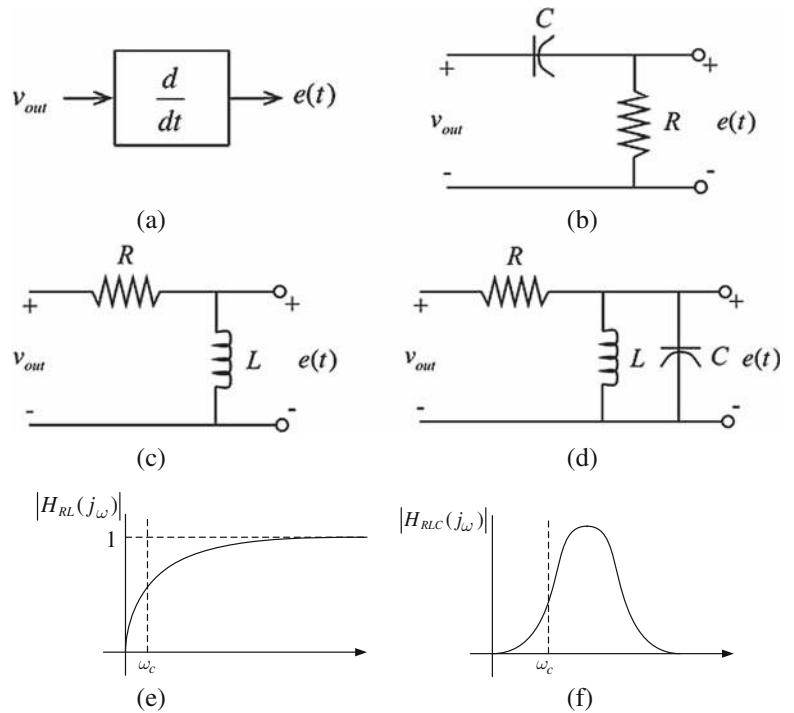 v_out d/dt e(t)
(a)
C
+ +
v_out R e(t)
- -
(b)
R
+ +
v_out L e(t)
- -
(c)
R
+ +
v_out L C e(t)
- -
(d)
|H_RL(j_ω)|
1
ω_c
(e)
|H_RLC(j_ω)|
ω_c
(f)